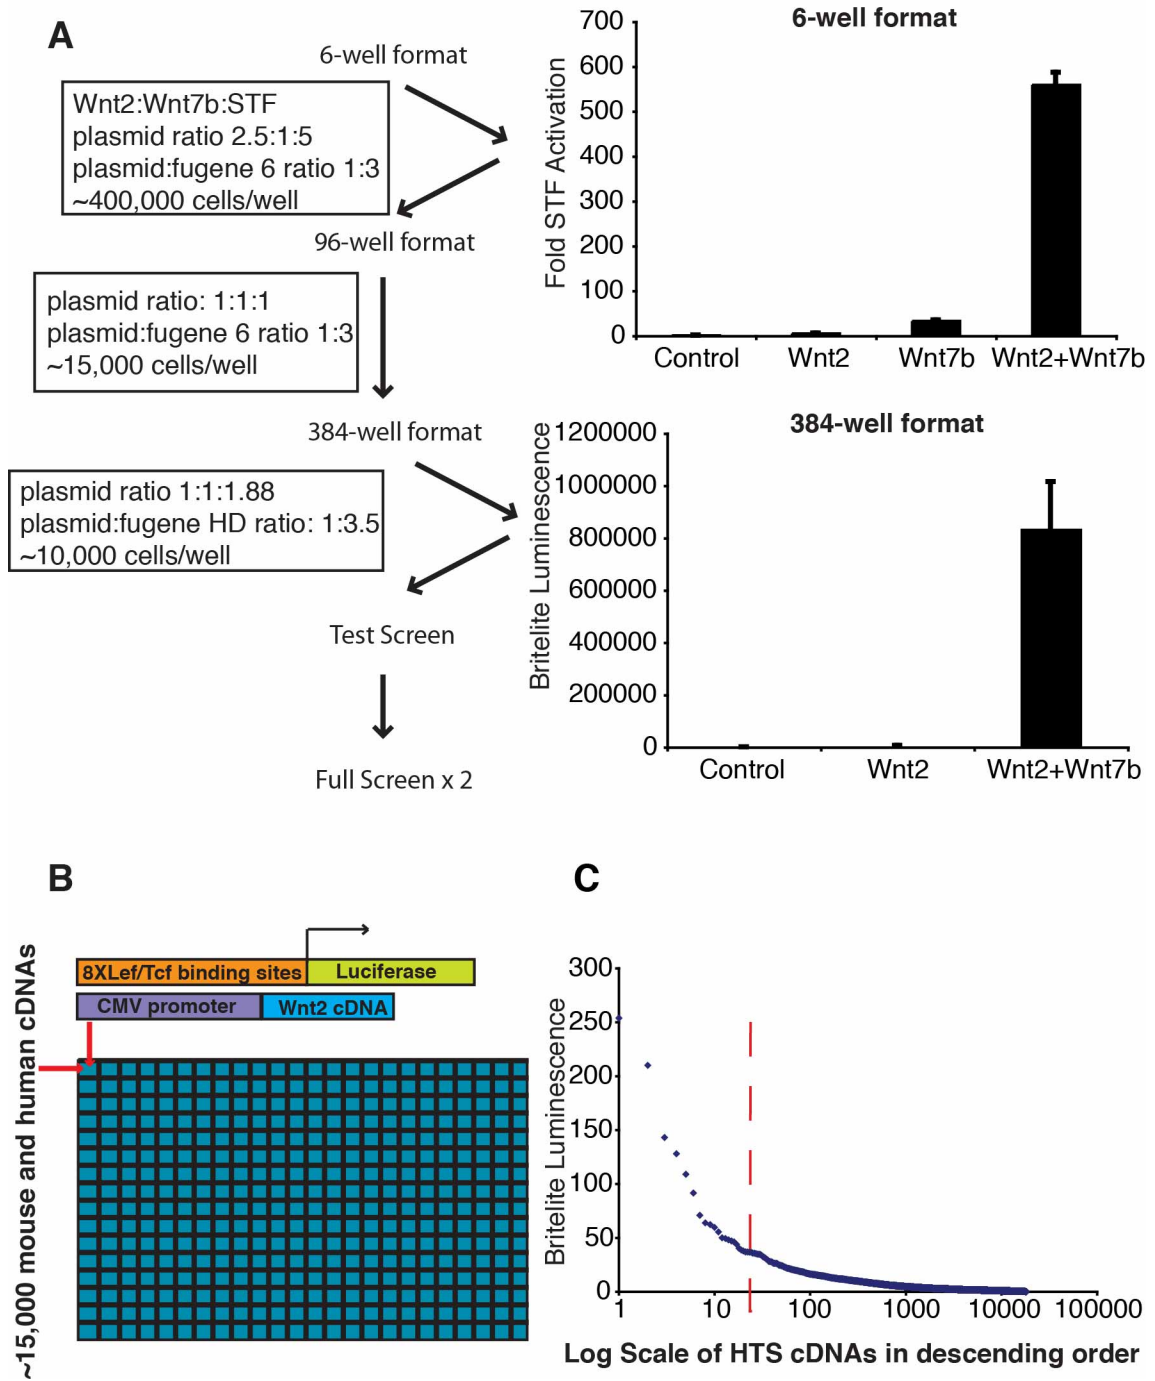 A
6-well format
Wnt2:Wnt7b:STF
plasmid ratio 2.5:1:5
plasmid:fugene 6 ratio 1:3
~400,000 cells/well
96-well format
plasmid ratio: 1:1:1
plasmid:fugene 6 ratio 1:3
~15,000 cells/well
384-well format
plasmid ratio 1:1:1.88
plasmid:fugene HD ratio: 1:3.5
~10,000 cells/well
Test Screen
Full Screen x 2
6-well format
Fold STF Activation
700
600
500
400
300
200
100
0
Control Wnt2 Wnt7b Wnt2+Wnt7b
384-well format
Britelite Luminescence
1200000
1000000
800000
600000
400000
200000
0
Control Wnt2 Wnt2+Wnt7b
B
~15,000 mouse and human cDNAs
8XLef/Tcf binding sites Luciferase
CMV promoter Wnt2 cDNA
C
Britelite Luminescence
300
250
200
150
100
50
0
1 10 100 1000 10000 100000
Log Scale of HTS cDNAs in descending order